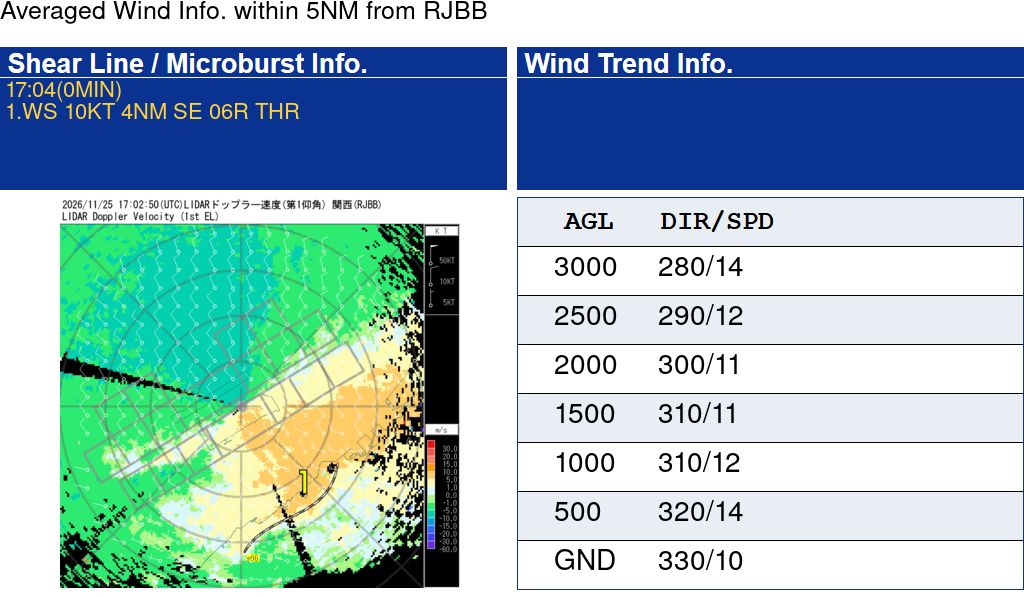 Averaged Wind Info. within 5NM from RJBB
Shear Line / Microburst Info.
17:04(0MIN)
1.WS 10KT 4NM SE 06R THR
Wind Trend Info.
2026/11/25 17:02:50(UTC)LIDARドップラー速度(第1仰角) 関西(RJBB)
LIDAR Doppler Velocity (1st EL)
KT
50KT
10KT
5KT
1
m/s
30.0
20.0
15.0
10.0
5.0
1.0
0.0
-1.0
-5.0
-10.0
-15.0
-20.0
-30.0
-60.0
AGL DIR/SPD
3000 280/14
2500 290/12
2000 300/11
1500 310/11
1000 310/12
500 320/14
GND 330/10